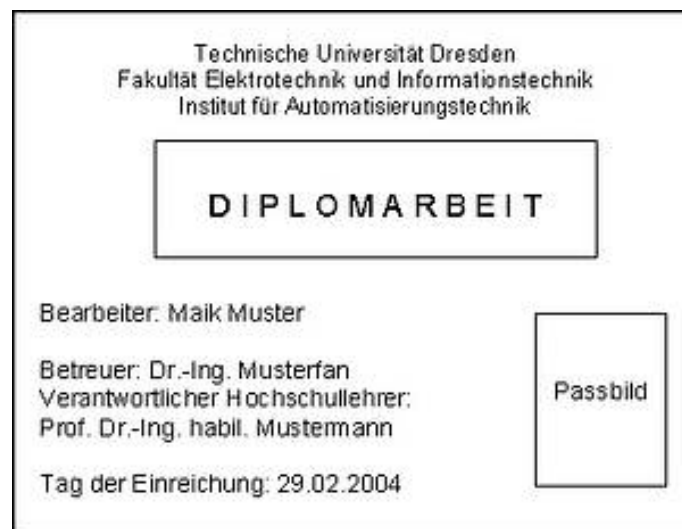 Technische Universität Dresden
Fakultät Elektrotechnik und Informationstechnik
Institut für Automatisierungstechnik
DIPLOMARBEIT
Bearbeiter: Maik Muster
Betreuer: Dr.-Ing. Musterfan
Verantwortlicher Hochschullehrer:
Prof. Dr.-Ing. habil. Mustermann
Passbild
Tag der Einreichung: 29.02.2004